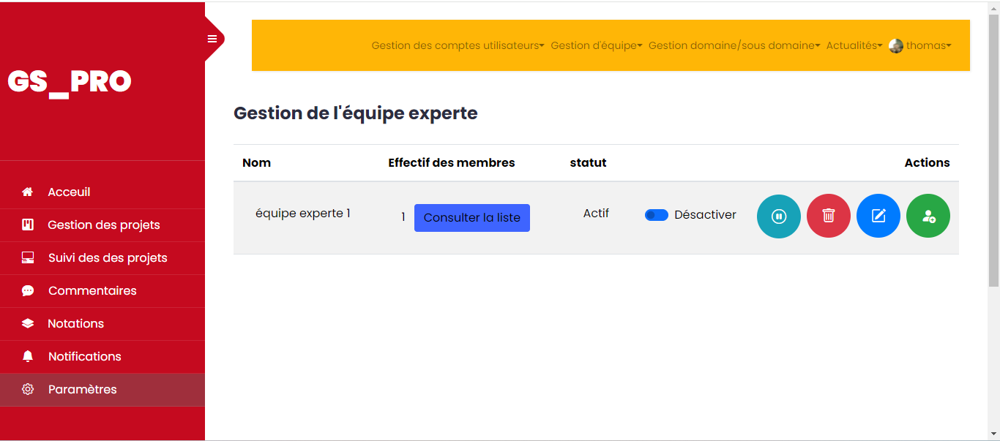 GS_PRO
Acceuil
Gestion des projets
Suivi des des projets
Commentaires
Notations
Notifications
Paramètres
Gestion des comptes utilisateurs Gestion d'équipe Gestion domaine/sous domaine Actualités thomas
Gestion de l'équipe experte
Nom Effectif des membres statut Actions
équipe experte 1 1 Consulter la liste Actif Désactiver